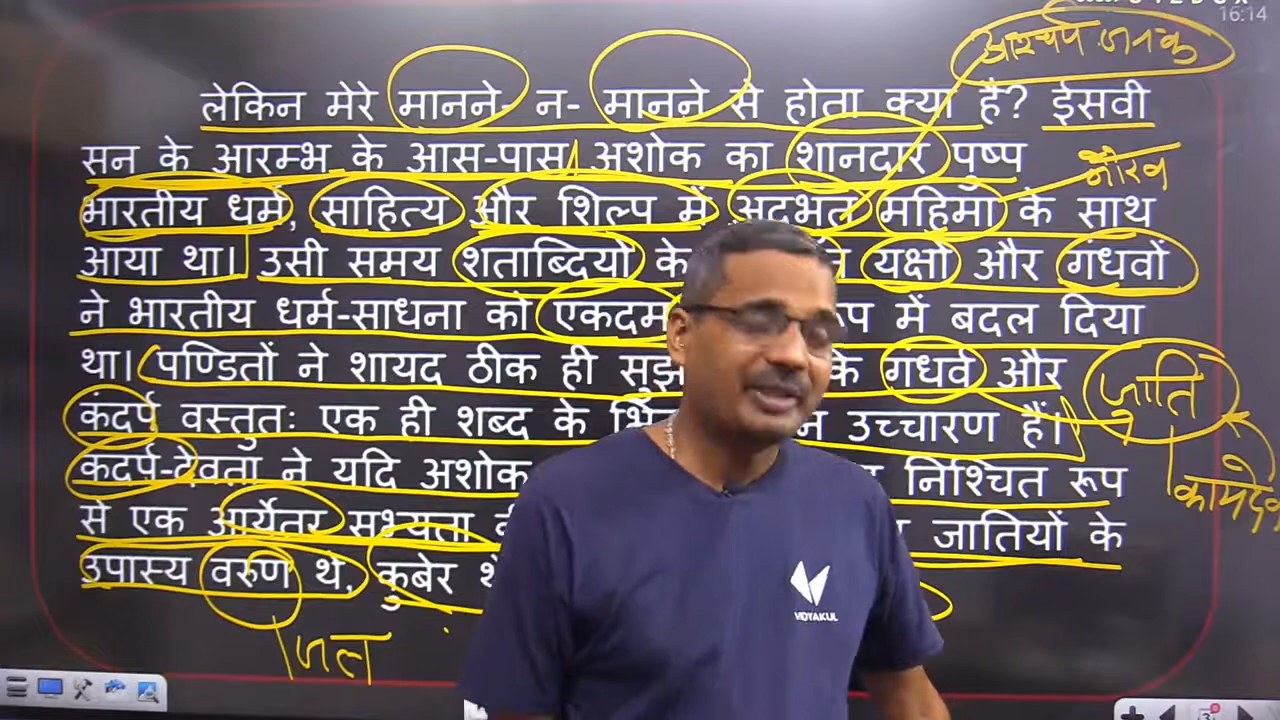 16:14
आश्चर्य जनक
लेकिन मेरे मानने- न- मानने से होता क्या है? ईसवी
सन के आरम्भ के आस-पास अशोक का शानदार पुष्प
गौरव
भारतीय धर्म, साहित्य और शिल्प में अदभत महिमा के साथ
आया था। उसी समय शताब्दियो के यक्षो और गंधर्वो
ने भारतीय धर्म-साधना को एकदम में बदल दिया
था। पण्डितों ने शायद ठीक ही के गंधर्व और
जाति
कंदर्प वस्तुतः एक ही शब्द के उच्चारण हैं।
कदर्प-देवता ने यदि अशोक निश्चित रूप
कामदेव
से एक आर्येतर सभ्यता जातियों के
उपास्य वरुण थे, कुबेर
जल
VIDYAKUL